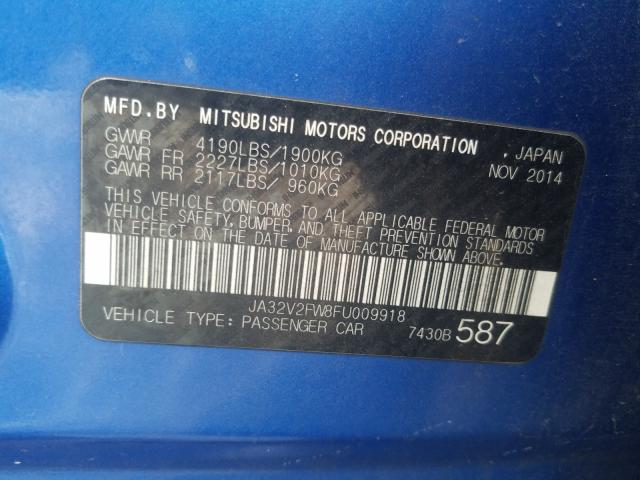 MFD.BY MITSUBISHI MOTORS CORPORATION, JAPAN
GVWR 4190LBS/1900KG NOV 2014
GAWR FR 2227LBS/1010KG
GAWR RR 2117LBS/ 960KG
THIS VEHICLE CONFORMS TO ALL APPLICABLE FEDERAL MOTOR
VEHICLE SAFETY, BUMPER, AND THEFT PREVENTION STANDARDS
IN EFFECT ON THE DATE OF MANUFACTURE SHOWN ABOVE.
JA32V2FW8FU009918
VEHICLE TYPE: PASSENGER CAR 7430B 587